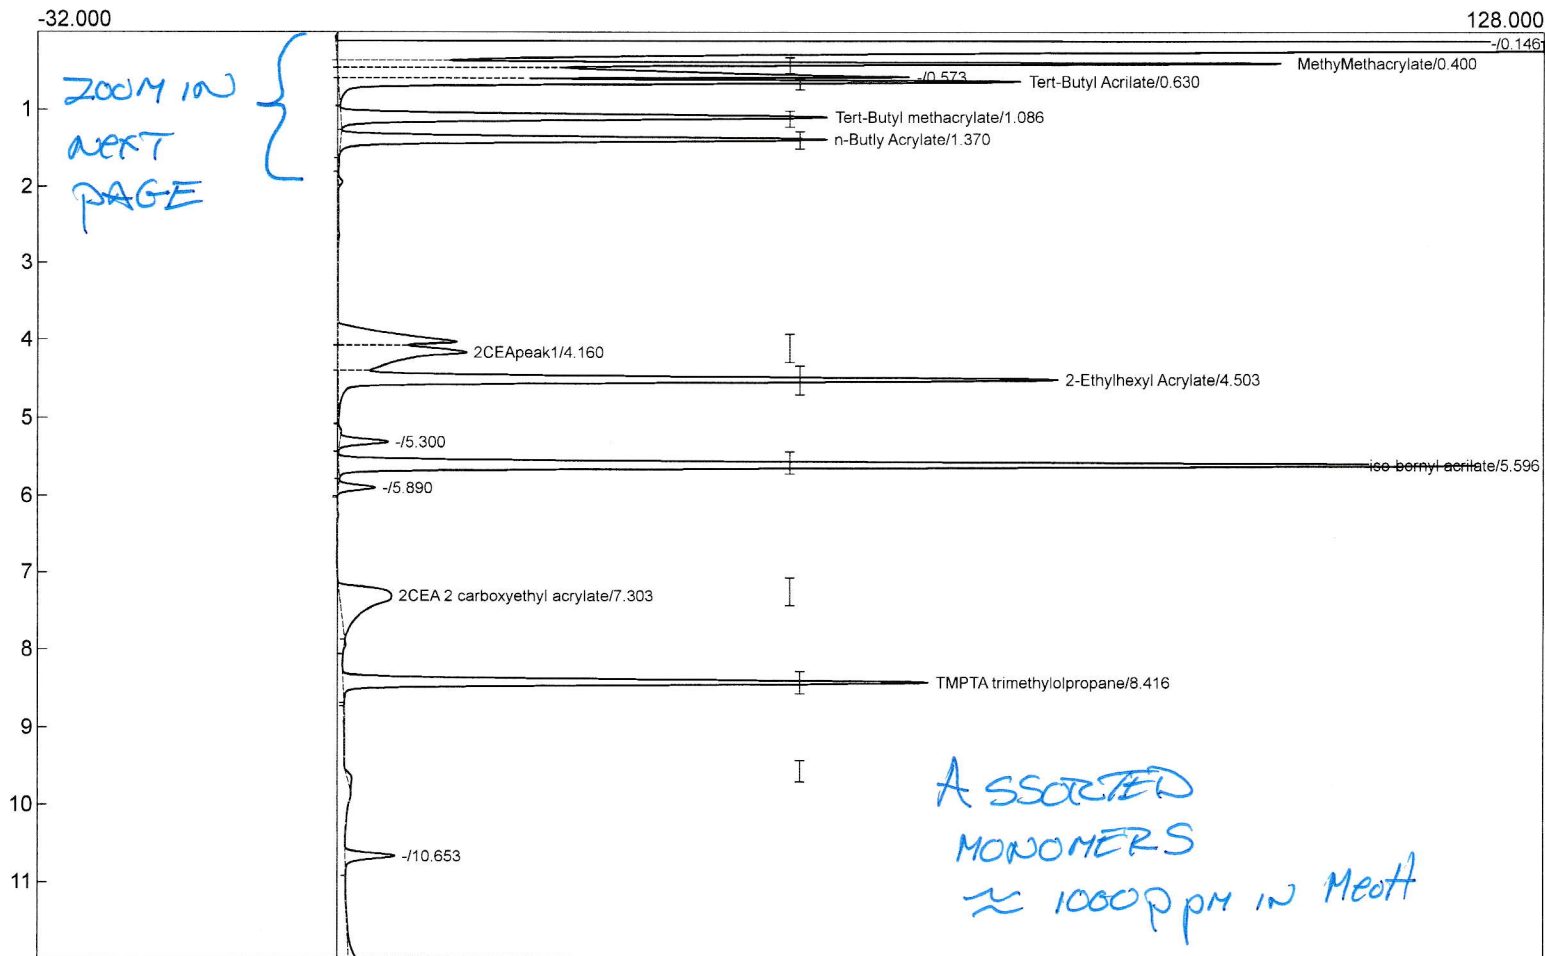 -32.000 128.000
-/0.146
MethyMethacrylate/0.400
-/0.573
Tert-Butyl Acrilate/0.630
ZOOM IN
NEXT
PAGE
1
Tert-Butyl methacrylate/1.086
n-Butly Acrylate/1.370
2
3
4
2CEApeak1/4.160
2-Ethylhexyl Acrylate/4.503
5
-/5.300
iso bornyl acrilate/5.596
-/5.890
6
7
2CEA 2 carboxyethyl acrylate/7.303
8
TMPTA trimethylolpropane/8.416
9
ASSORTED
MONOMERS
≈ 1000 ppM IN MeOH
10
-/10.653
11